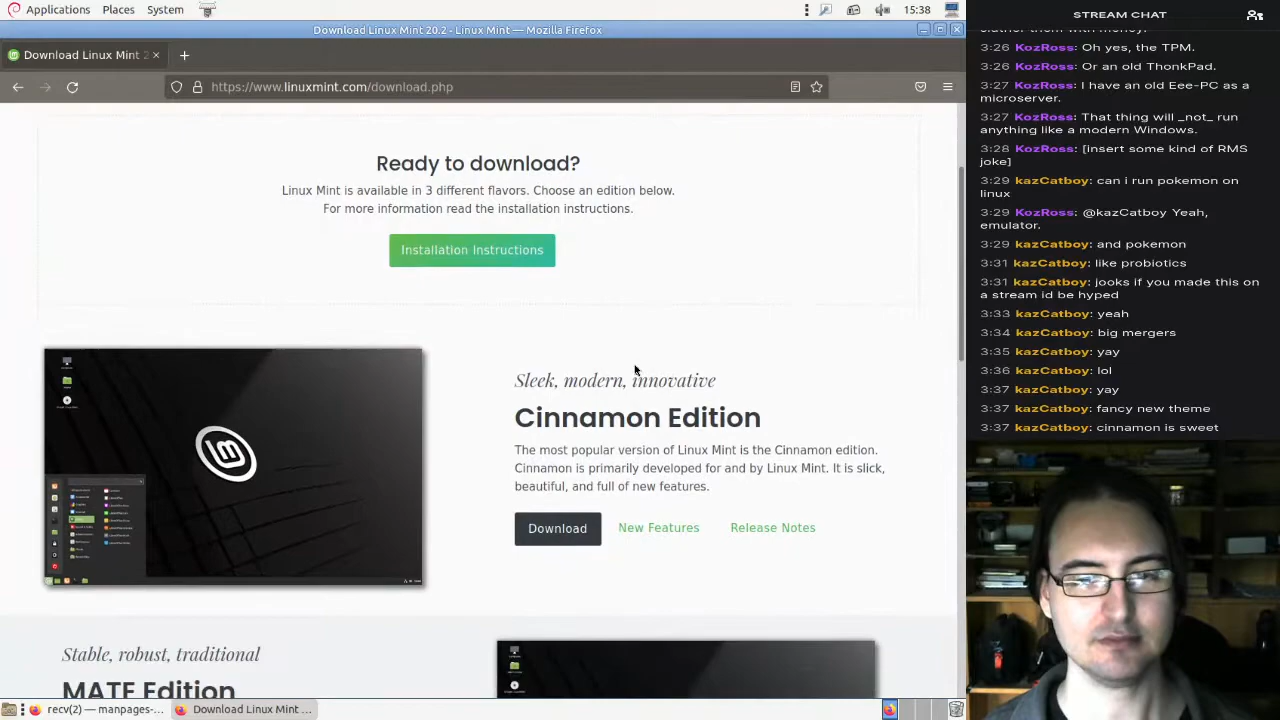 Applications Places System
15:38
Download Linux Mint 20.2 - Linux Mint — Mozilla Firefox
Download Linux Mint 2
https://www.linuxmint.com/download.php
Ready to download?
Linux Mint is available in 3 different flavors. Choose an edition below.
For more information read the installation instructions.
Installation Instructions
Sleek, modern, innovative
Cinnamon Edition
The most popular version of Linux Mint is the Cinnamon edition.
Cinnamon is primarily developed for and by Linux Mint. It is slick,
beautiful, and full of new features.
Download New Features Release Notes
Stable, robust, traditional
MATE Edition
recv(2) — manpages-...
Download Linux Mint ...
STREAM CHAT
3:26 KozRoss: Oh yes, the TPM.
3:26 KozRoss: Or an old ThonkPad.
3:27 KozRoss: I have an old Eee-PC as a
microserver.
3:27 KozRoss: That thing will _not_ run
anything like a modern Windows.
3:28 KozRoss: [insert some kind of RMS
joke]
3:29 kazCatboy: can i run pokemon on
linux
3:29 KozRoss: @kazCatboy Yeah,
emulator.
3:29 kazCatboy: and pokemon
3:31 kazCatboy: like probiotics
3:31 kazCatboy: jooks if you made this on
a stream id be hyped
3:33 kazCatboy: yeah
3:34 kazCatboy: big mergers
3:35 kazCatboy: yay
3:36 kazCatboy: lol
3:37 kazCatboy: yay
3:37 kazCatboy: fancy new theme
3:37 kazCatboy: cinnamon is sweet